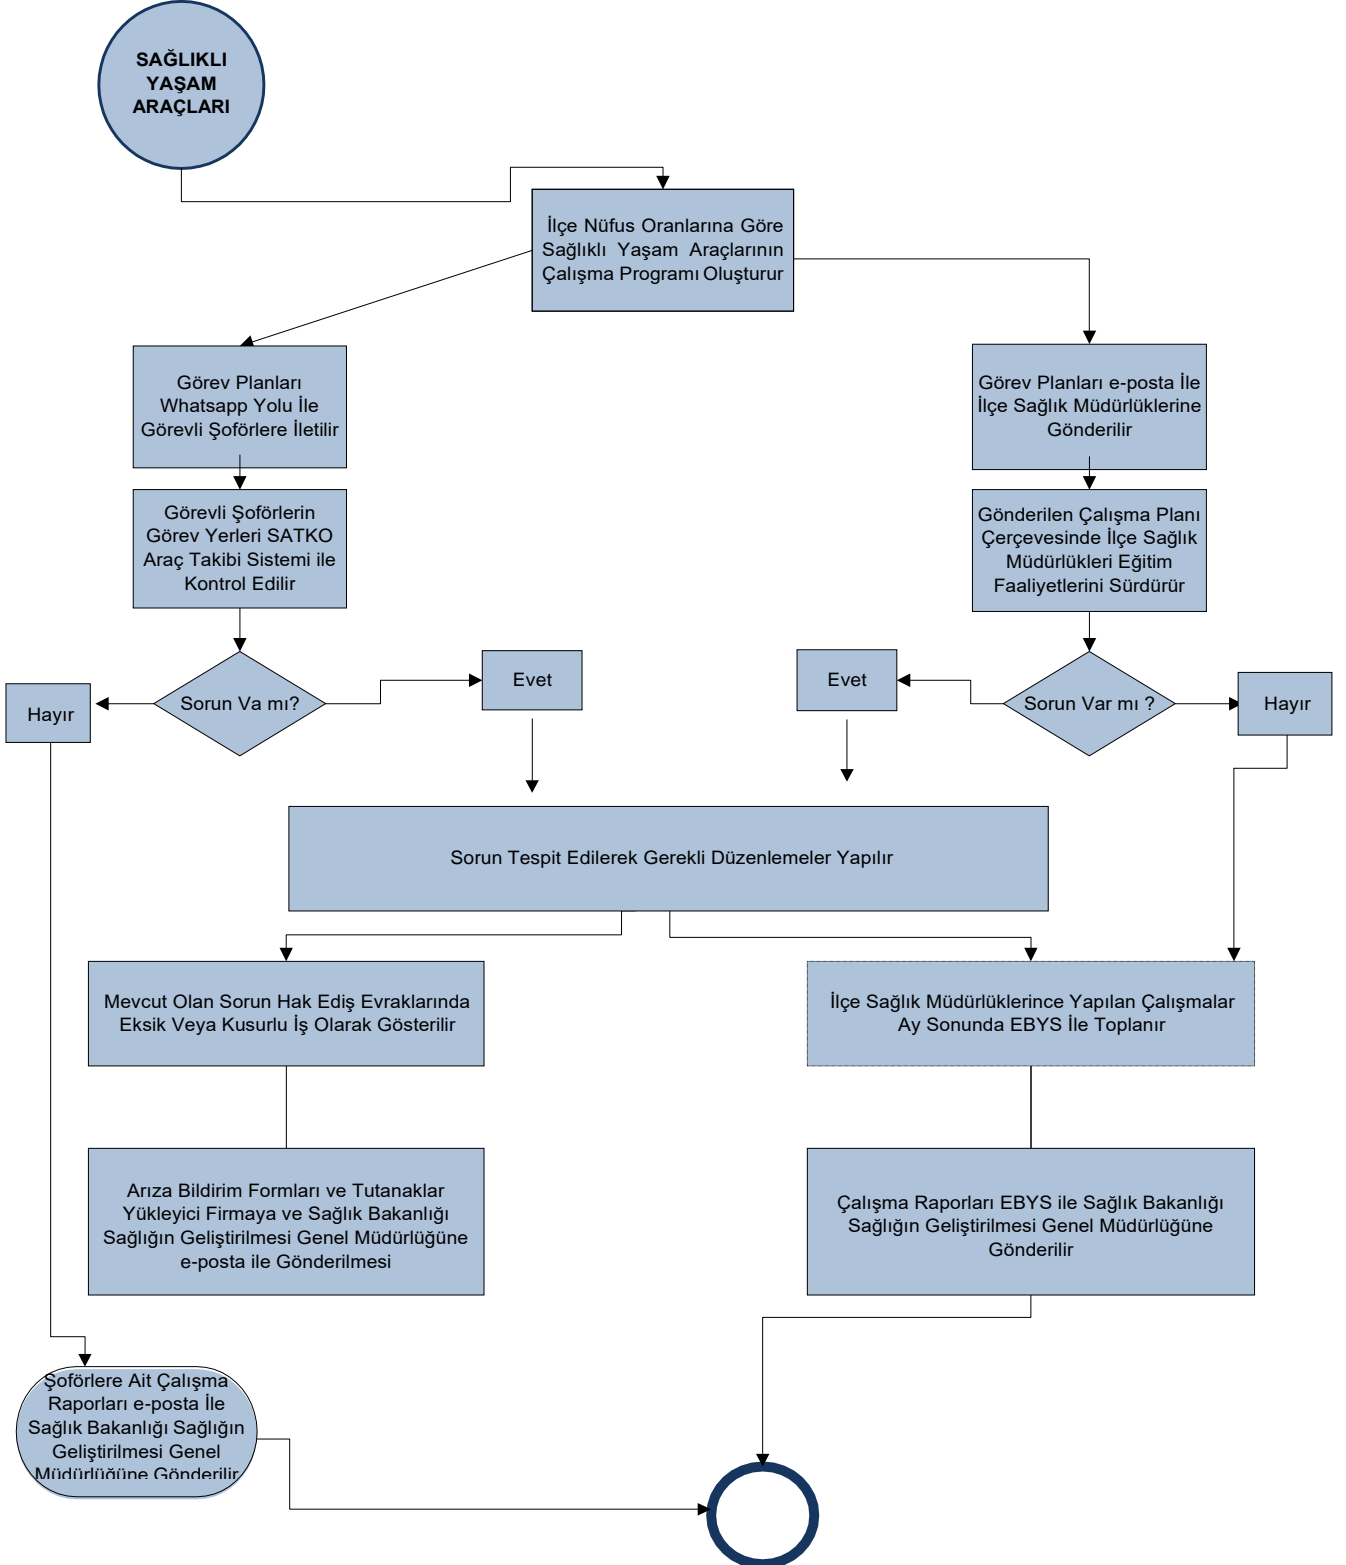 SAĞLIKLI
YAŞAM
ARAÇLARI
İlçe Nüfus Oranlarına Göre
Sağlıklı Yaşam Araçlarının
Çalışma Programı Oluşturur
Görev Planları
Whatsapp Yolu İle
Görevli Şoförlere İletilir
Görev Planları e-posta İle
İlçe Sağlık Müdürlüklerine
Gönderilir
Görevli Şoförlerin
Görev Yerleri SATKO
Araç Takibi Sistemi ile
Kontrol Edilir
Gönderilen Çalışma Planı
Çerçevesinde İlçe Sağlık
Müdürlükleri Eğitim
Faaliyetlerini Sürdürür
Hayır
Sorun Va mı?
Evet
Evet
Sorun Var mı ?
Hayır
Sorun Tespit Edilerek Gerekli Düzenlemeler Yapılır
Mevcut Olan Sorun Hak Ediş Evraklarında
Eksik Veya Kusurlu İş Olarak Gösterilir
İlçe Sağlık Müdürlüklerince Yapılan Çalışmalar
Ay Sonunda EBYS İle Toplanır
Arıza Bildirim Formları ve Tutanaklar
Yükleyici Firmaya ve Sağlık Bakanlığı
Sağlığın Geliştirilmesi Genel Müdürlüğüne
e-posta ile Gönderilmesi
Çalışma Raporları EBYS ile Sağlık Bakanlığı
Sağlığın Geliştirilmesi Genel Müdürlüğüne
Gönderilir
Şoförlere Ait Çalışma
Raporları e-posta İle
Sağlık Bakanlığı Sağlığın
Geliştirilmesi Genel
Müdürlüğüne Gönderilir